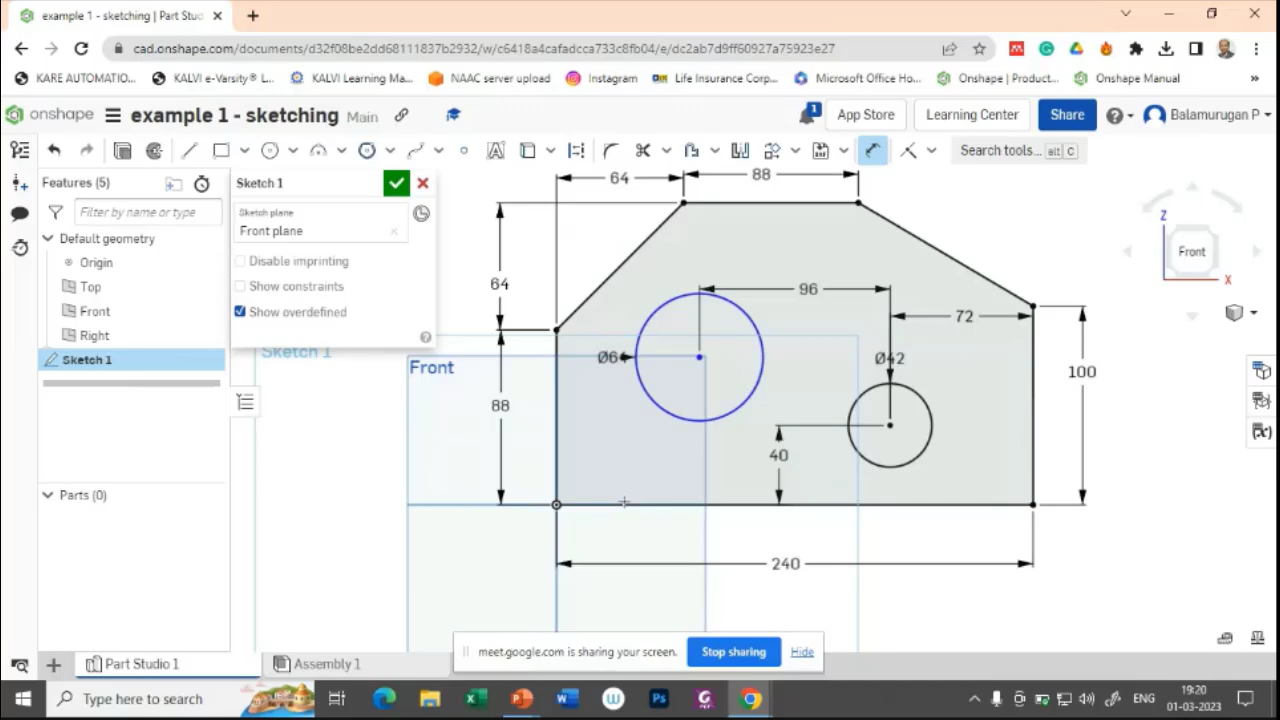 example 1 - sketching | Part Stuc
cad.onshape.com/documents/d32f08be2dd68111837b2932/w/c6418a4cafadcca733c8fb04/e/dc2ab7d9ff60927a75923e27
KARE AUTOMATIO...
KALVI e-Varsity® L...
KALVI Learning Ma...
NAAC server upload
Instagram
Life Insurance Corp...
Microsoft Office Ho...
Onshape | Product...
Onshape Manual
»
onshape
example 1 - sketching
Main
1
App Store
Learning Center
Share
Balamurugan P
Search tools...
alt
C
Features (5)
Filter by name or type
Default geometry
Origin
Top
Front
Right
Sketch 1
Parts (0)
Sketch 1
Sketch plane
Front plane
Disable imprinting
Show constraints
Show overdefined
Sketch 1
Front
64
88
64
96
72
Ø64
Ø42
100
88
40
240
Z
Front
X
(x)
meet.google.com is sharing your screen.
Stop sharing
Hide
Part Studio 1
Assembly 1
Type here to search
ENG
19:20
01-03-2023